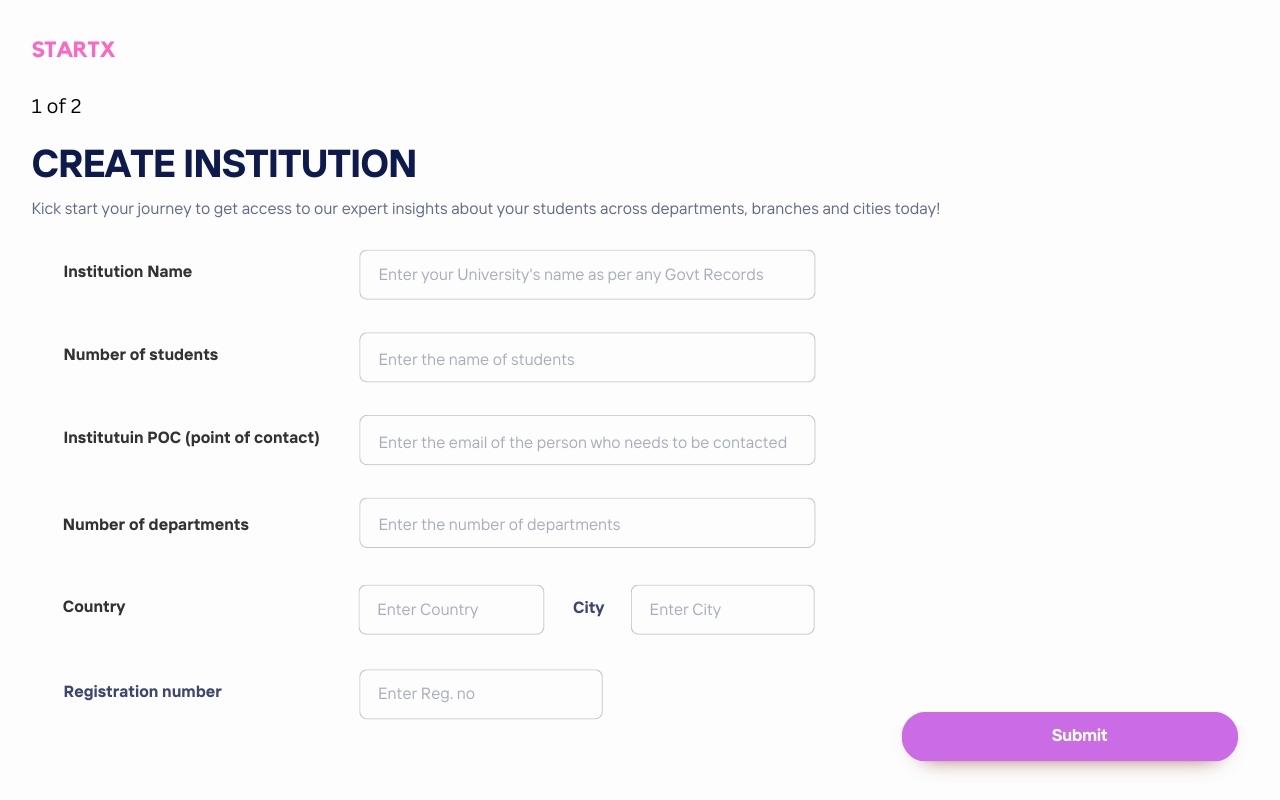 STARTX
1 of 2
CREATE INSTITUTION
Kick start your journey to get access to our expert insights about your students across departments, branches and cities today!
Institution Name
Enter your University's name as per any Govt Records
Number of students
Enter the name of students
Institutuin POC (point of contact)
Enter the email of the person who needs to be contacted
Number of departments
Enter the number of departments
Country
Enter Country
City
Enter City
Registration number
Enter Reg. no
Submit